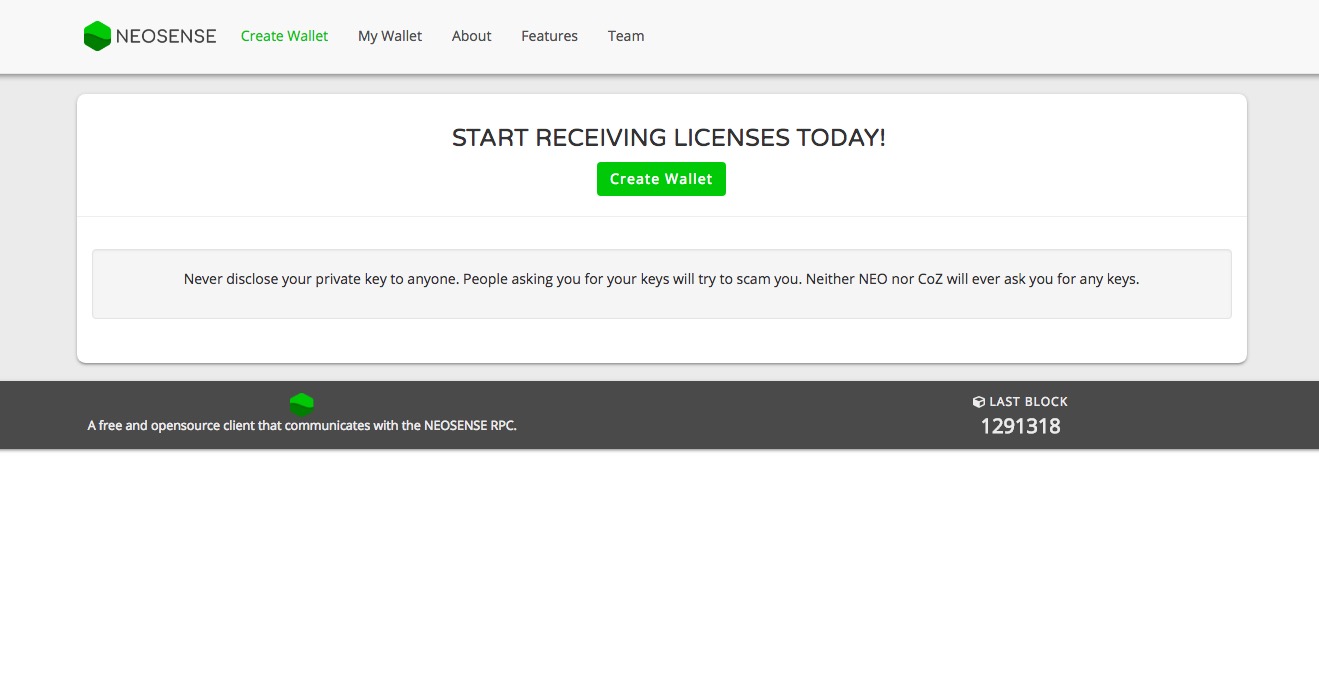 NEOSENSE Create Wallet My Wallet About Features Team
START RECEIVING LICENSES TODAY!
Create Wallet
Never disclose your private key to anyone. People asking you for your keys will try to scam you. Neither NEO nor CoZ will ever ask you for any keys.
A free and opensource client that communicates with the NEOSENSE RPC.
LAST BLOCK
1291318